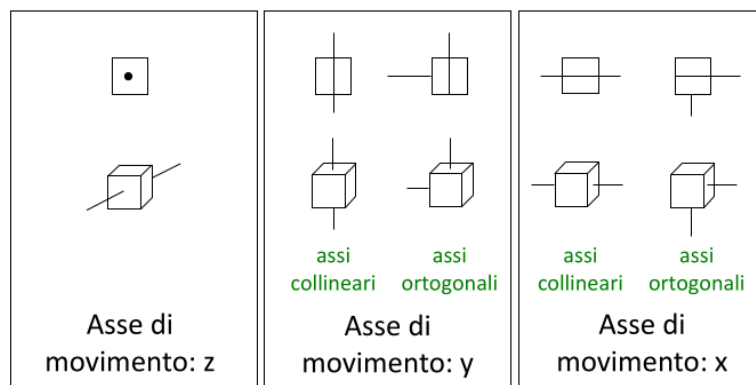 Asse di
movimento: z
assi
collineari
assi
ortogonali
Asse di
movimento: y
assi
collineari
assi
ortogonali
Asse di
movimento: x